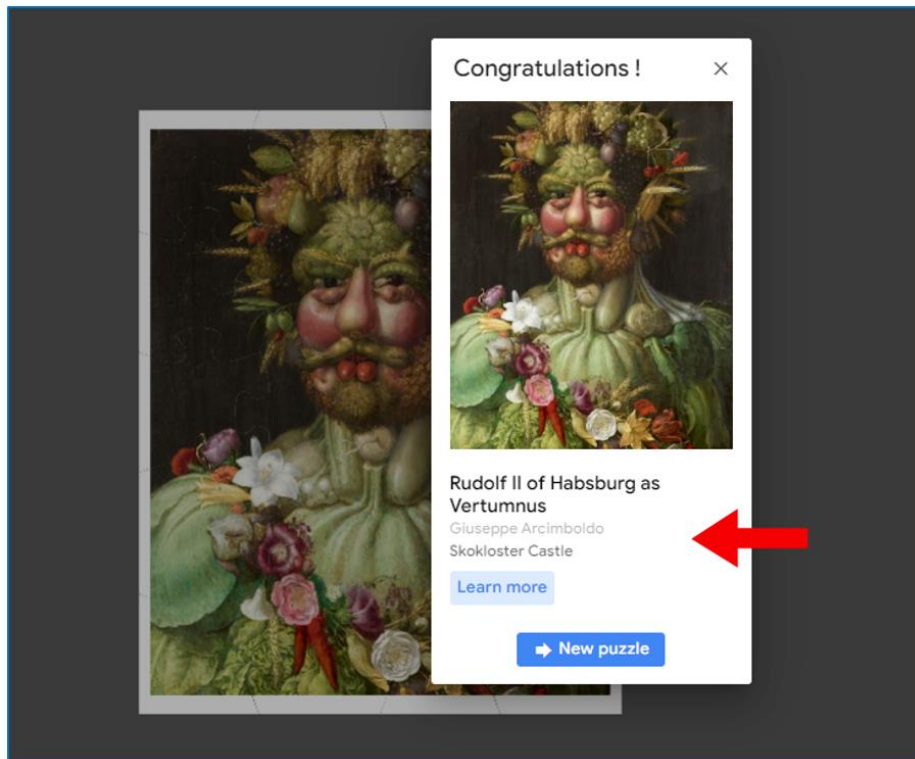 Congratulations !
Rudolf II of Habsburg as
Vertumnus
Giuseppe Arcimboldo
Skokloster Castle
Learn more
New puzzle